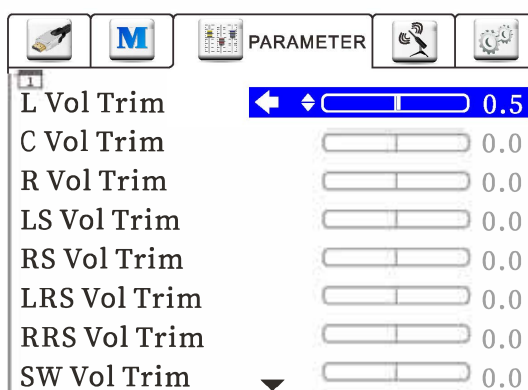 M PARAMETER
1
L Vol Trim 0.5
C Vol Trim 0.0
R Vol Trim 0.0
LS Vol Trim 0.0
RS Vol Trim 0.0
LRS Vol Trim 0.0
RRS Vol Trim 0.0
SW Vol Trim 0.0